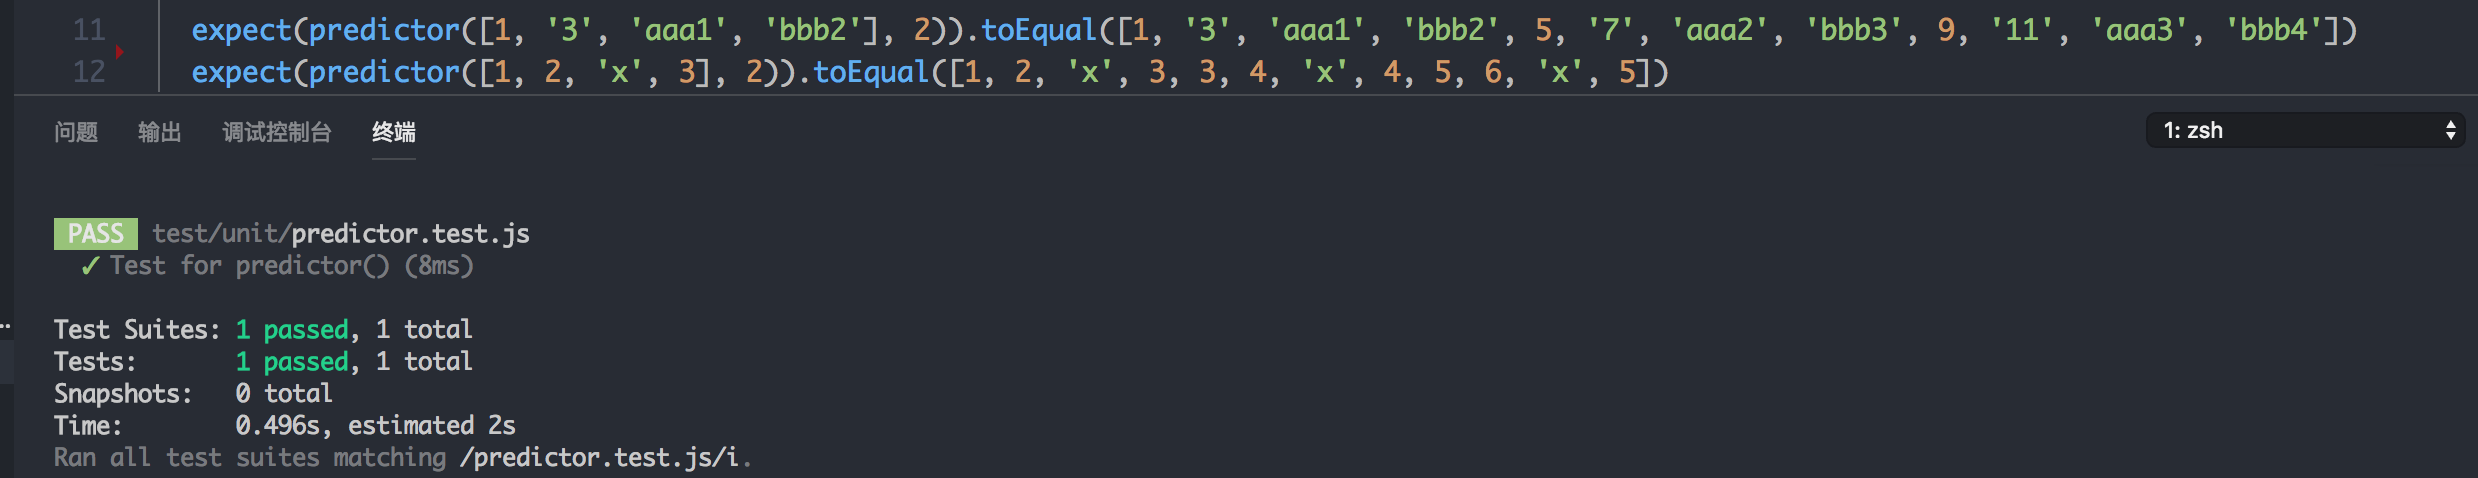 11 expect(predictor([1, '3', 'aaa1', 'bbb2'], 2)).toEqual([1, '3', 'aaa1', 'bbb2', 5, '7', 'aaa2', 'bbb3', 9, '11', 'aaa3', 'bbb4'])
12 expect(predictor([1, 2, 'x', 3], 2)).toEqual([1, 2, 'x', 3, 3, 4, 'x', 4, 5, 6, 'x', 5])
问题 输出 调试控制台 终端 1: zsh
PASS test/unit/predictor.test.js
✓ Test for predictor() (8ms)
Test Suites: 1 passed, 1 total
Tests: 1 passed, 1 total
Snapshots: 0 total
Time: 0.496s, estimated 2s
Ran all test suites matching /predictor.test.js/i.